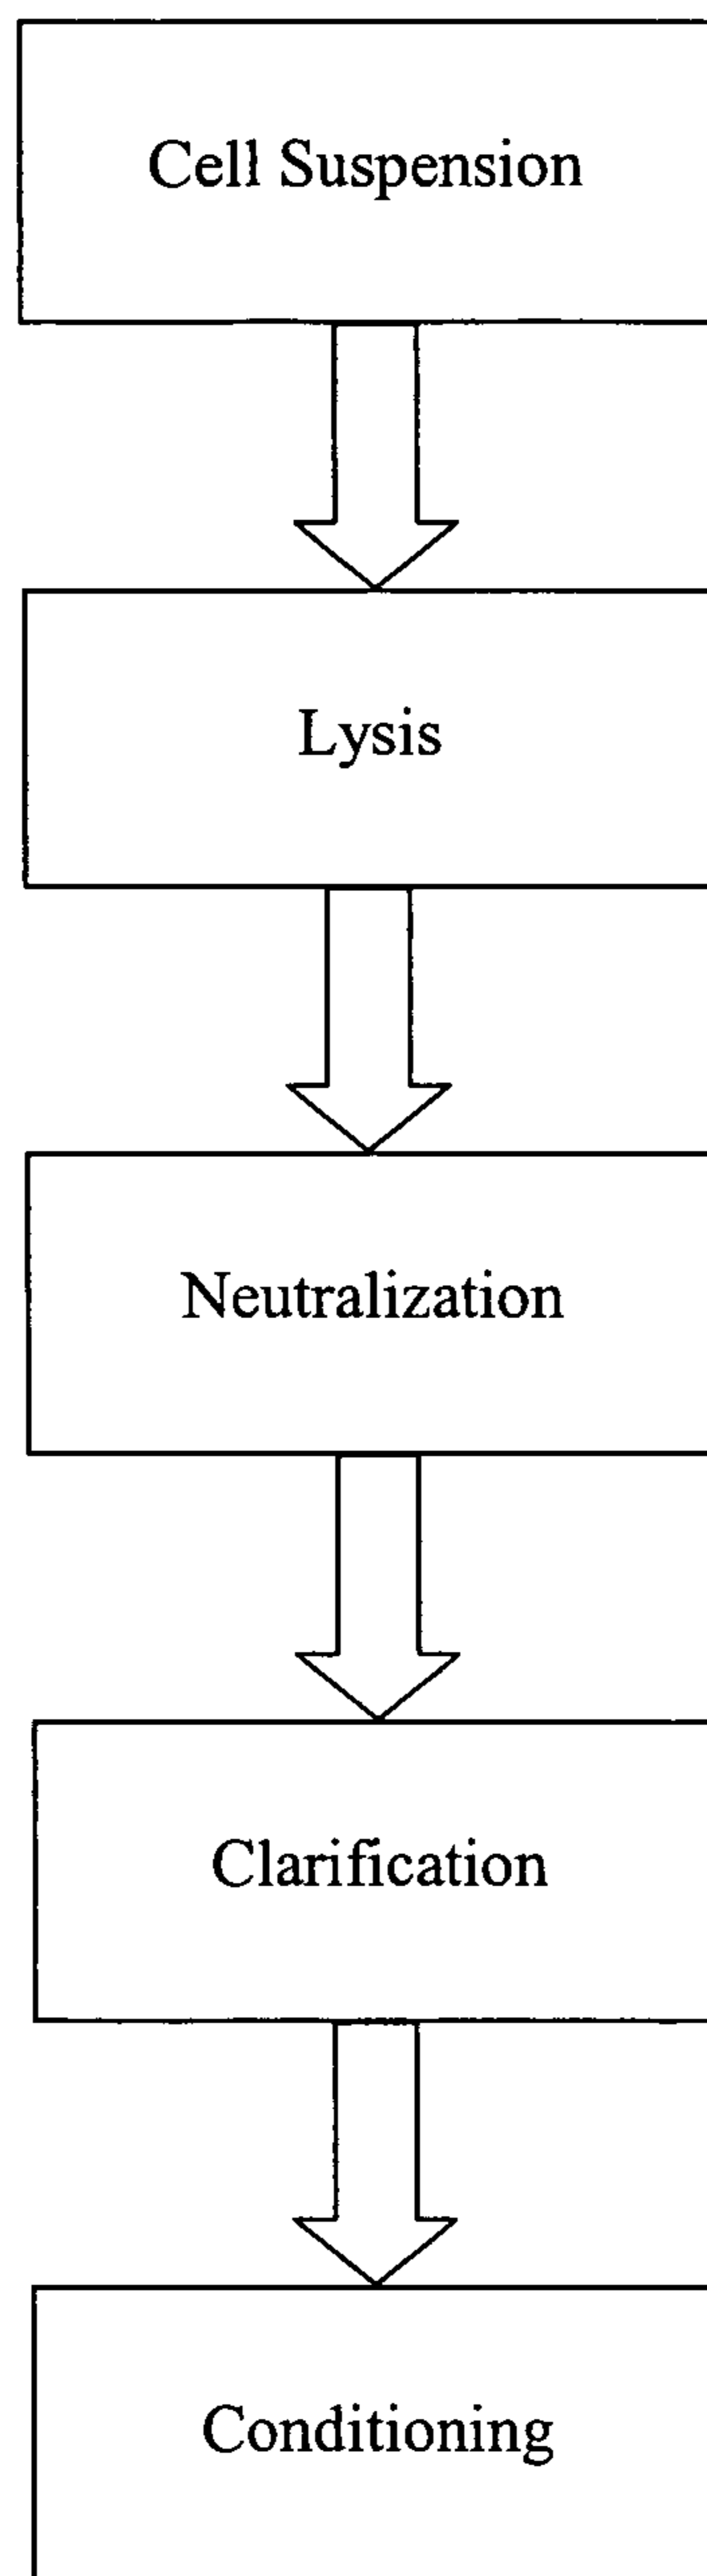 Cell Suspension
Lysis
Neutralization
Clarification
Conditioning